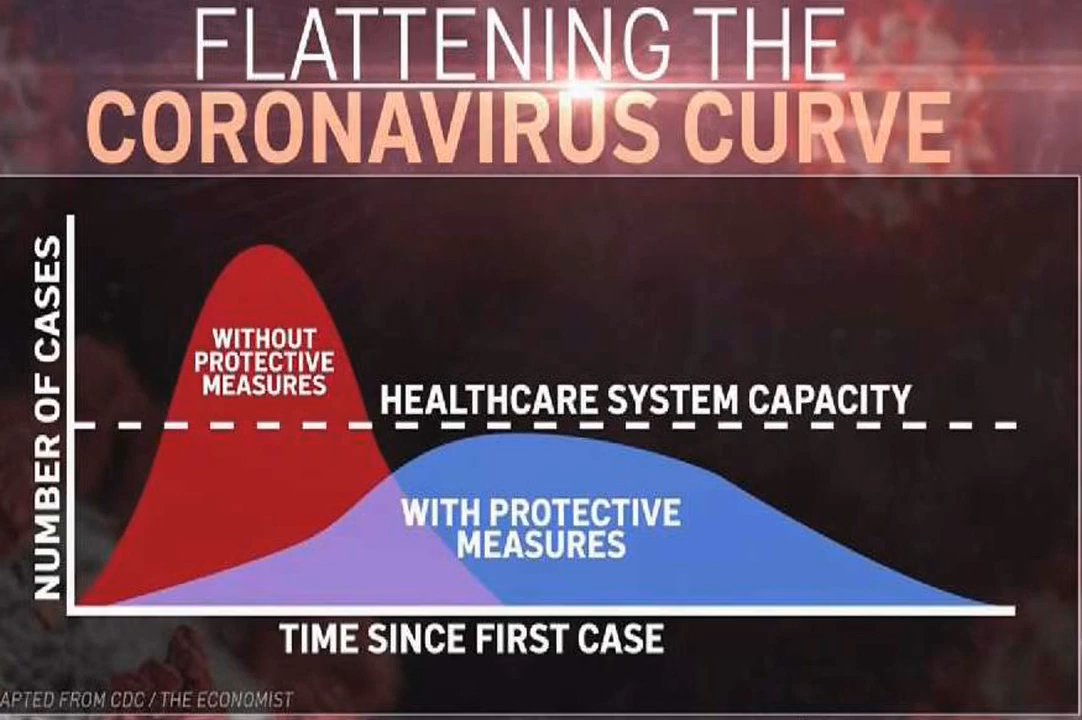 FLATTENING THE
CORONAVIRUS CURVE
NUMBER OF CASES
WITHOUT
PROTECTIVE
MEASURES
HEALTHCARE SYSTEM CAPACITY
WITH PROTECTIVE
MEASURES
TIME SINCE FIRST CASE
APTED FROM CDC / THE ECONOMIST